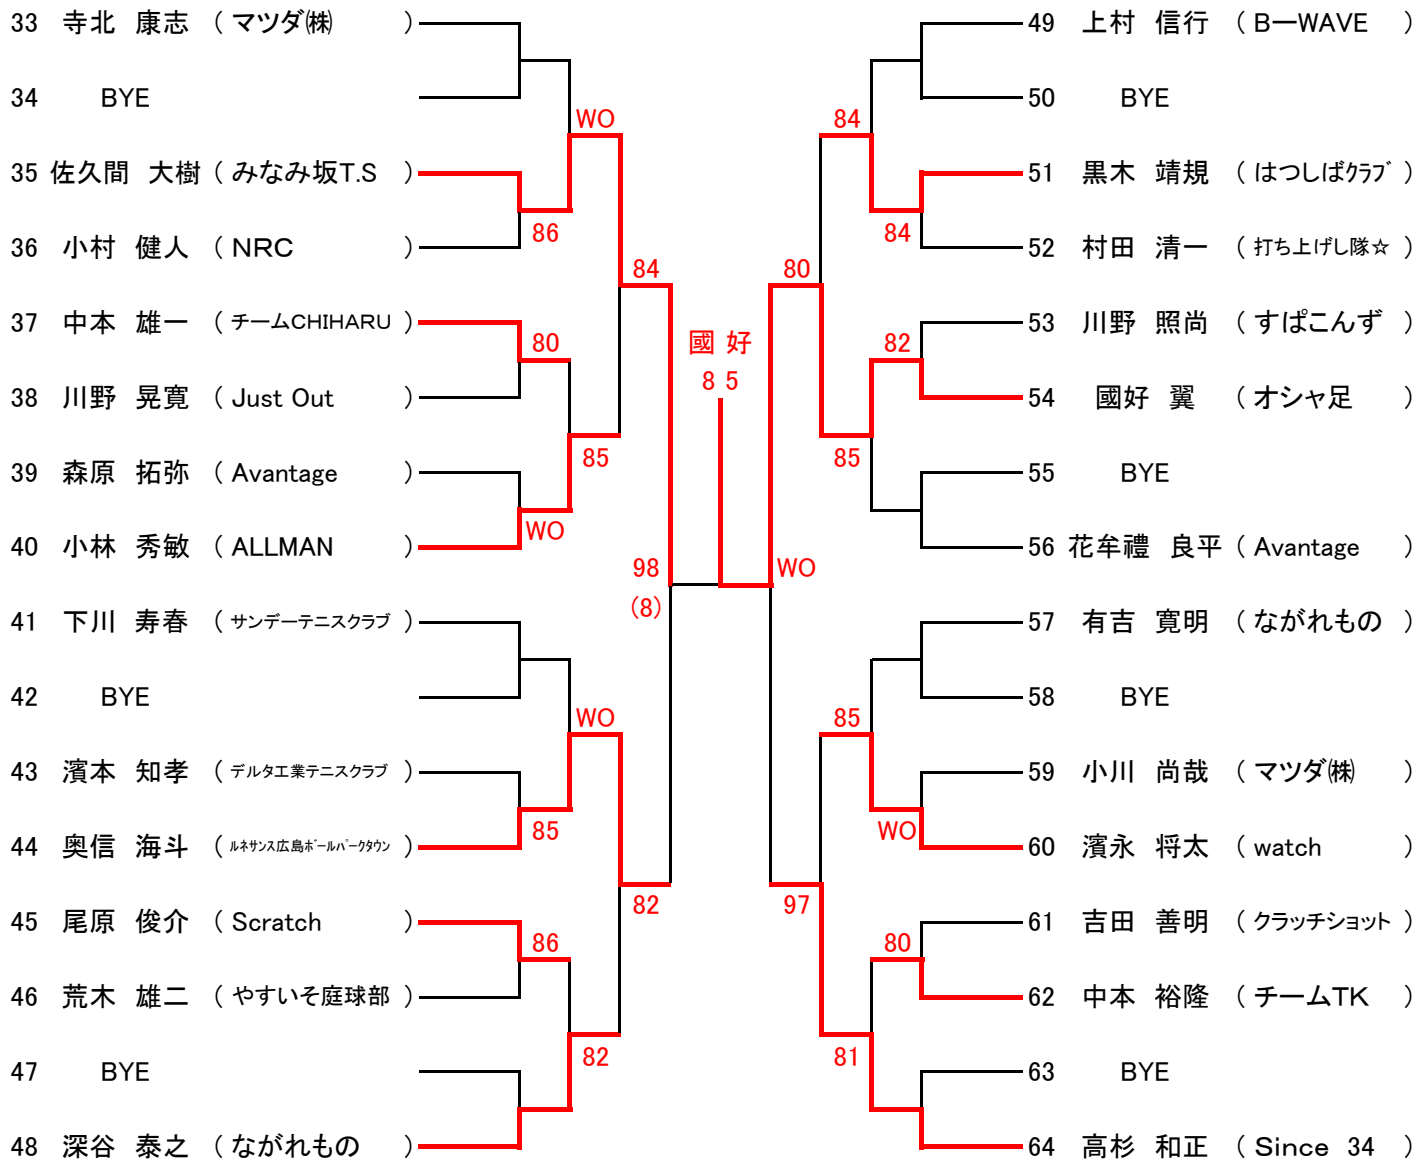 33 寺北 康志 （ マツダ㈱ ）
34 BYE
WO
35 佐久間 大樹 （ みなみ坂T.S ）
86
36 小村 健人 （ NRC ）
84
37 中本 雄一 （ チームCHIHARU ）
80
38 川野 晃寛 （ Just Out ）
85
39 森原 拓弥 （ Avantage ）
WO
40 小林 秀敏 （ ALLMAN ）
98
(8)
41 下川 寿春 （ サンデーテニスクラブ ）
42 BYE
WO
43 濱本 知孝 （ デルタ工業テニスクラブ ）
85
44 奥信 海斗 （ ﾙﾈｻﾝｽ広島ﾎﾞｰﾙﾊﾟｰｸﾀｳﾝ ）
82
45 尾原 俊介 （ Scratch ）
86
46 荒木 雄二 （ やすいそ庭球部 ）
82
47 BYE
48 深谷 泰之 （ ながれもの ）
國 好
8 5
49 上村 信行 （ B－WAVE ）
50 BYE
84
51 黒木 靖規 （ はつしばｸﾗﾌﾞ ）
84
52 村田 清一 （ 打ち上げし隊☆ ）
80
53 川野 照尚 （ すぱこんず ）
82
54 國好 翼 （ オシャ足 ）
85
55 BYE
56 花牟禮 良平 （ Avantage ）
WO
57 有吉 寛明 （ ながれもの ）
58 BYE
85
59 小川 尚哉 （ マツダ㈱ ）
WO
60 濱永 将太 （ watch ）
97
61 吉田 善明 （ クラッチショット ）
80
62 中本 裕隆 （ チームTK ）
81
63 BYE
64 高杉 和正 （ Since 34 ）